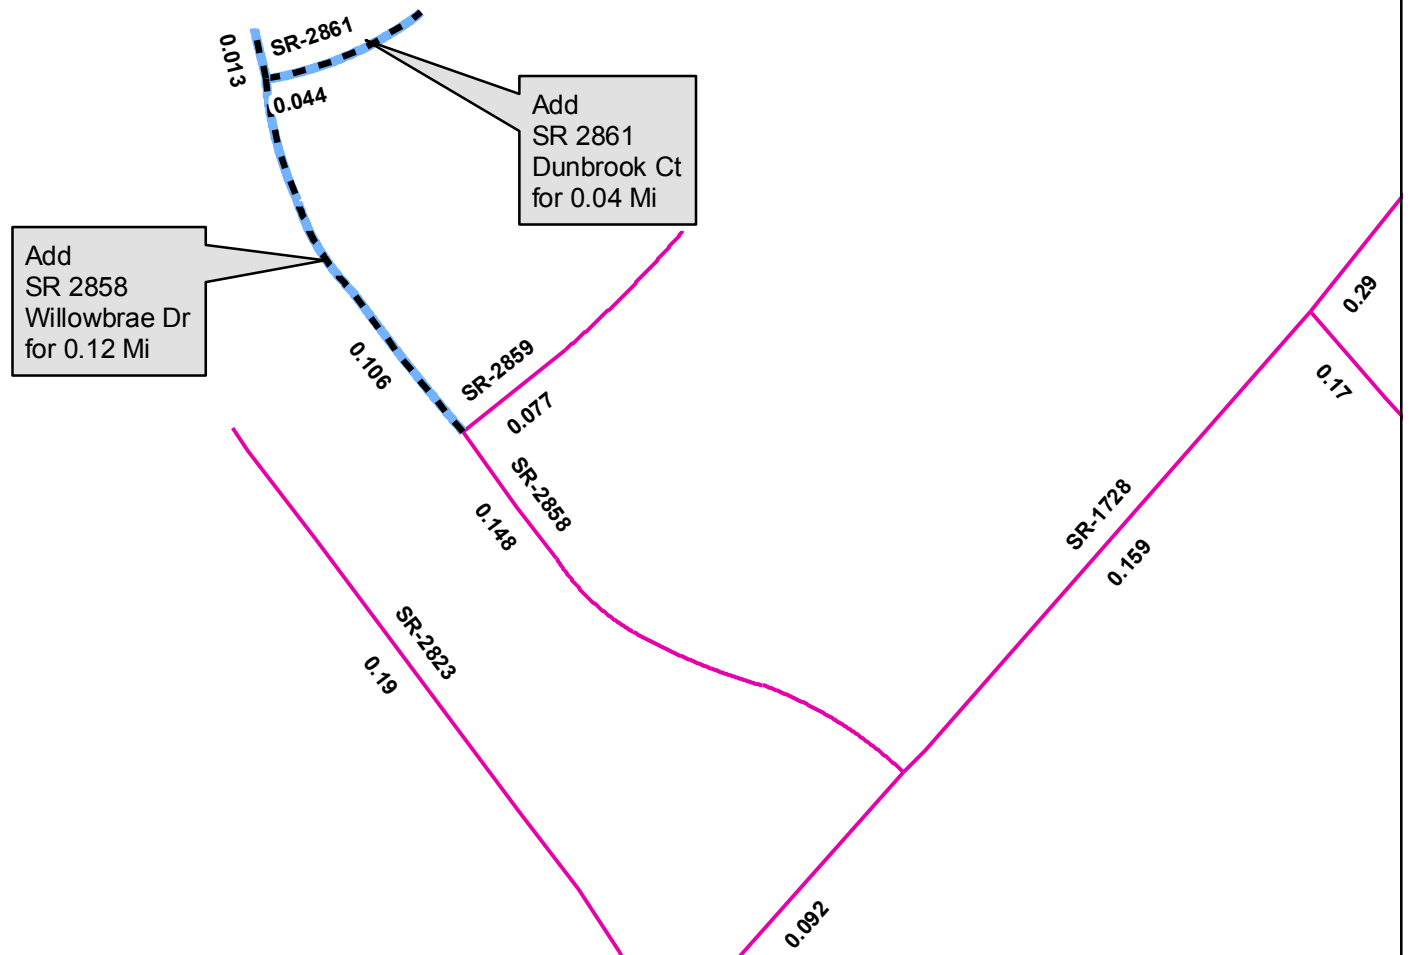 SR-2861
0.013
0.044
Add
SR 2861
Dunbrook Ct
for 0.04 Mi
Add
SR 2858
Willowbrae Dr
for 0.12 Mi
0.29
0.106
SR-2859
0.17
0.077
SR-2858
0.148
SR-1728
0.159
SR-2823
0.19
0.092